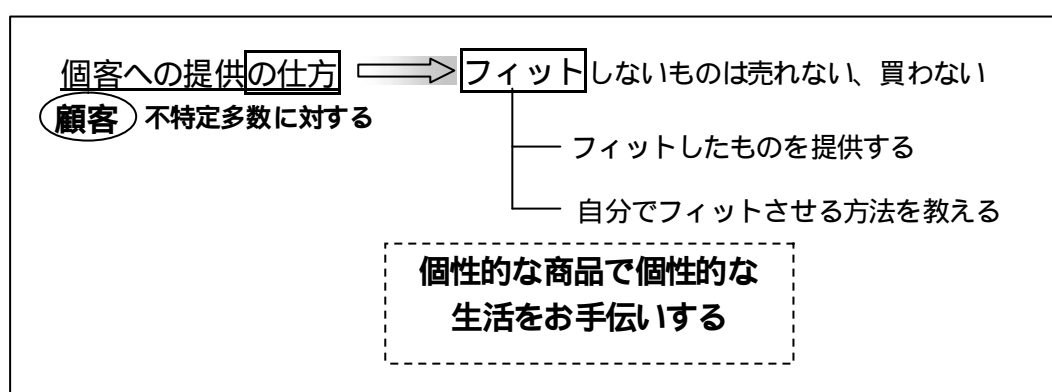 個客への提供の仕方 フィットしないものは売れない、買わない
顧客 不特定多数に対する
フィットしたものを提供する
自分でフィットさせる方法を教える
個性的な商品で個性的な
生活をお手伝いする